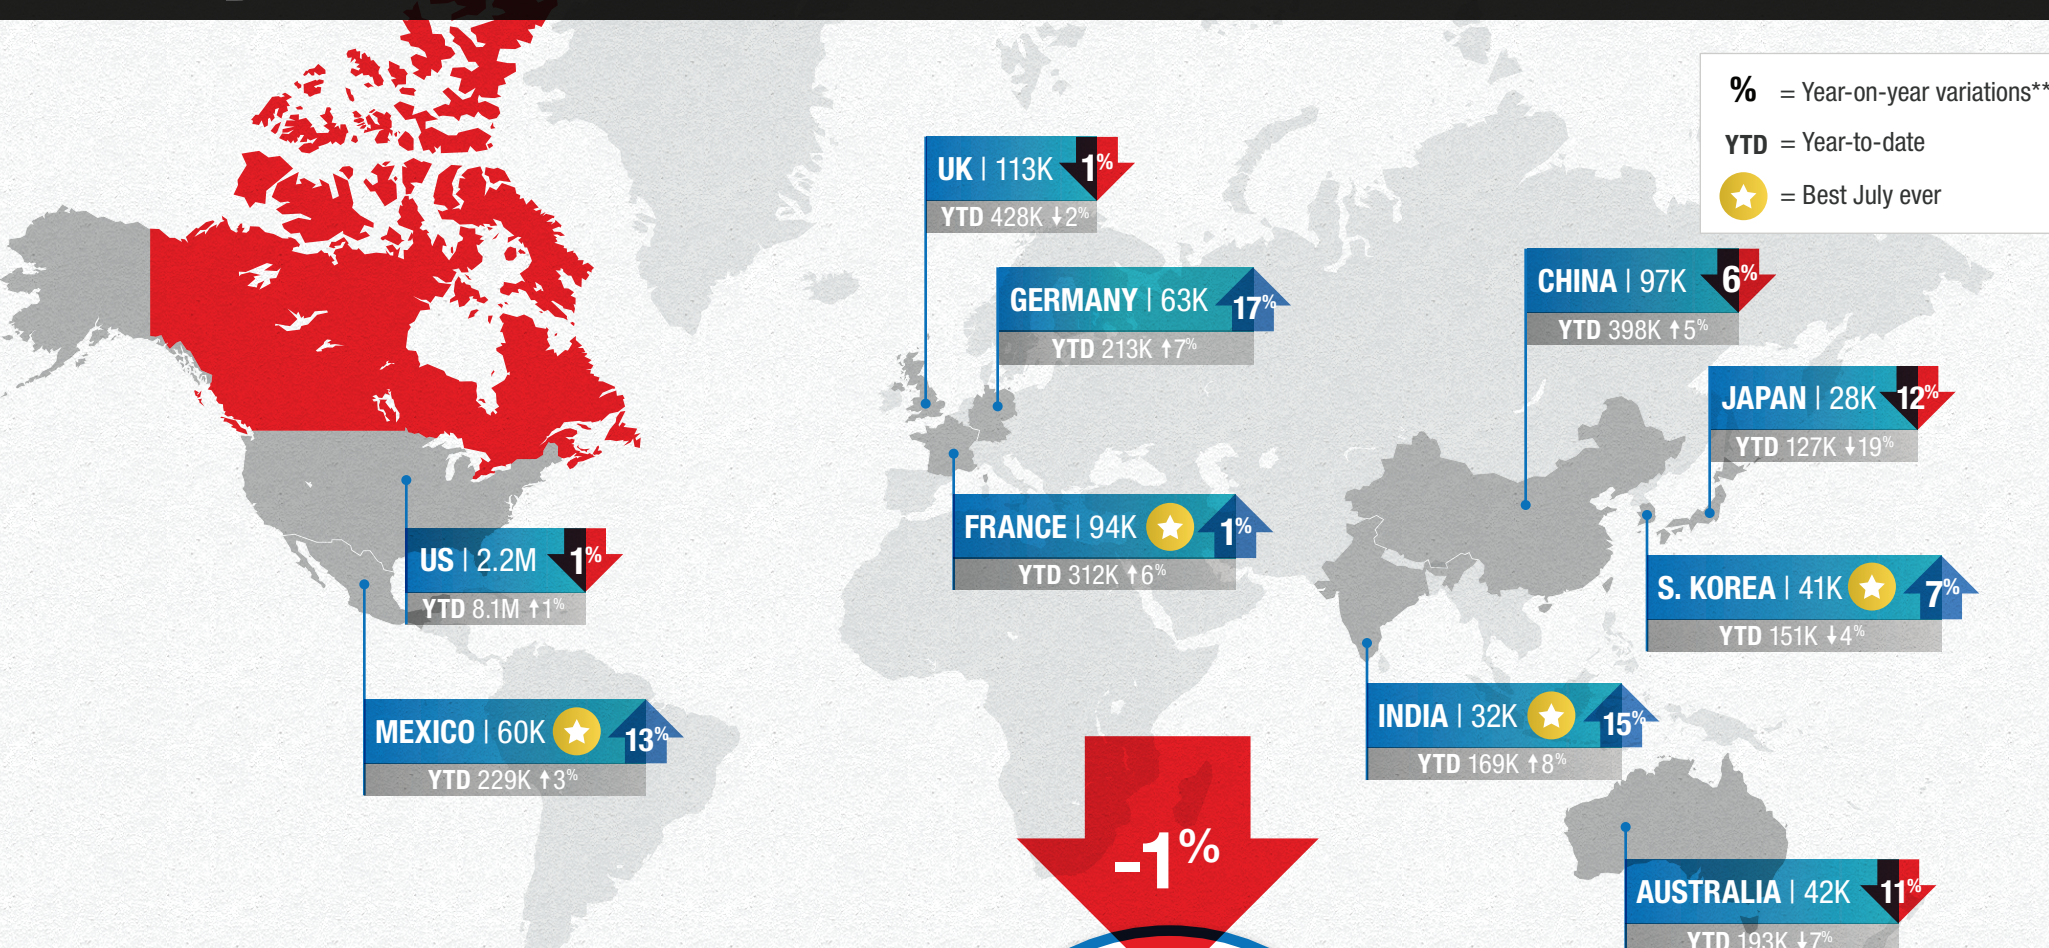 % = Year-on-year variations**
YTD = Year-to-date
= Best July ever
UK | 113K 1%
YTD 428K ↓2%
GERMANY | 63K 17%
YTD 213K ↑7%
CHINA | 97K 6%
YTD 398K ↑5%
JAPAN | 28K 12%
YTD 127K ↓19%
FRANCE | 94K 1%
YTD 312K ↑6%
US | 2.2M 1%
YTD 8.1M ↑1%
S. KOREA | 41K 7%
YTD 151K ↓4%
MEXICO | 60K 13%
YTD 229K ↑3%
INDIA | 32K 15%
YTD 169K ↑8%
-1%
AUSTRALIA | 42K 11%
YTD 193K ↓7%